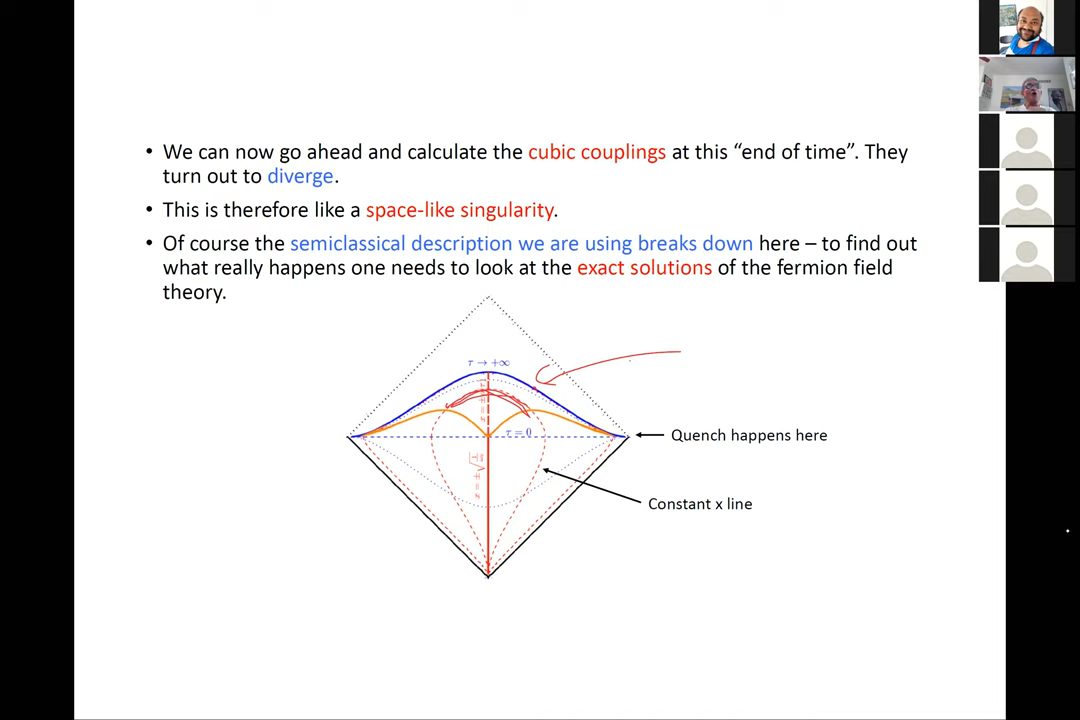 • We can now go ahead and calculate the cubic couplings at this “end of time”. They
turn out to diverge.
• This is therefore like a space-like singularity.
• Of course the semiclassical description we are using breaks down here – to find out
what really happens one needs to look at the exact solutions of the fermion field
theory.
τ → +∞
τ = 0
Quench happens here
Constant x line